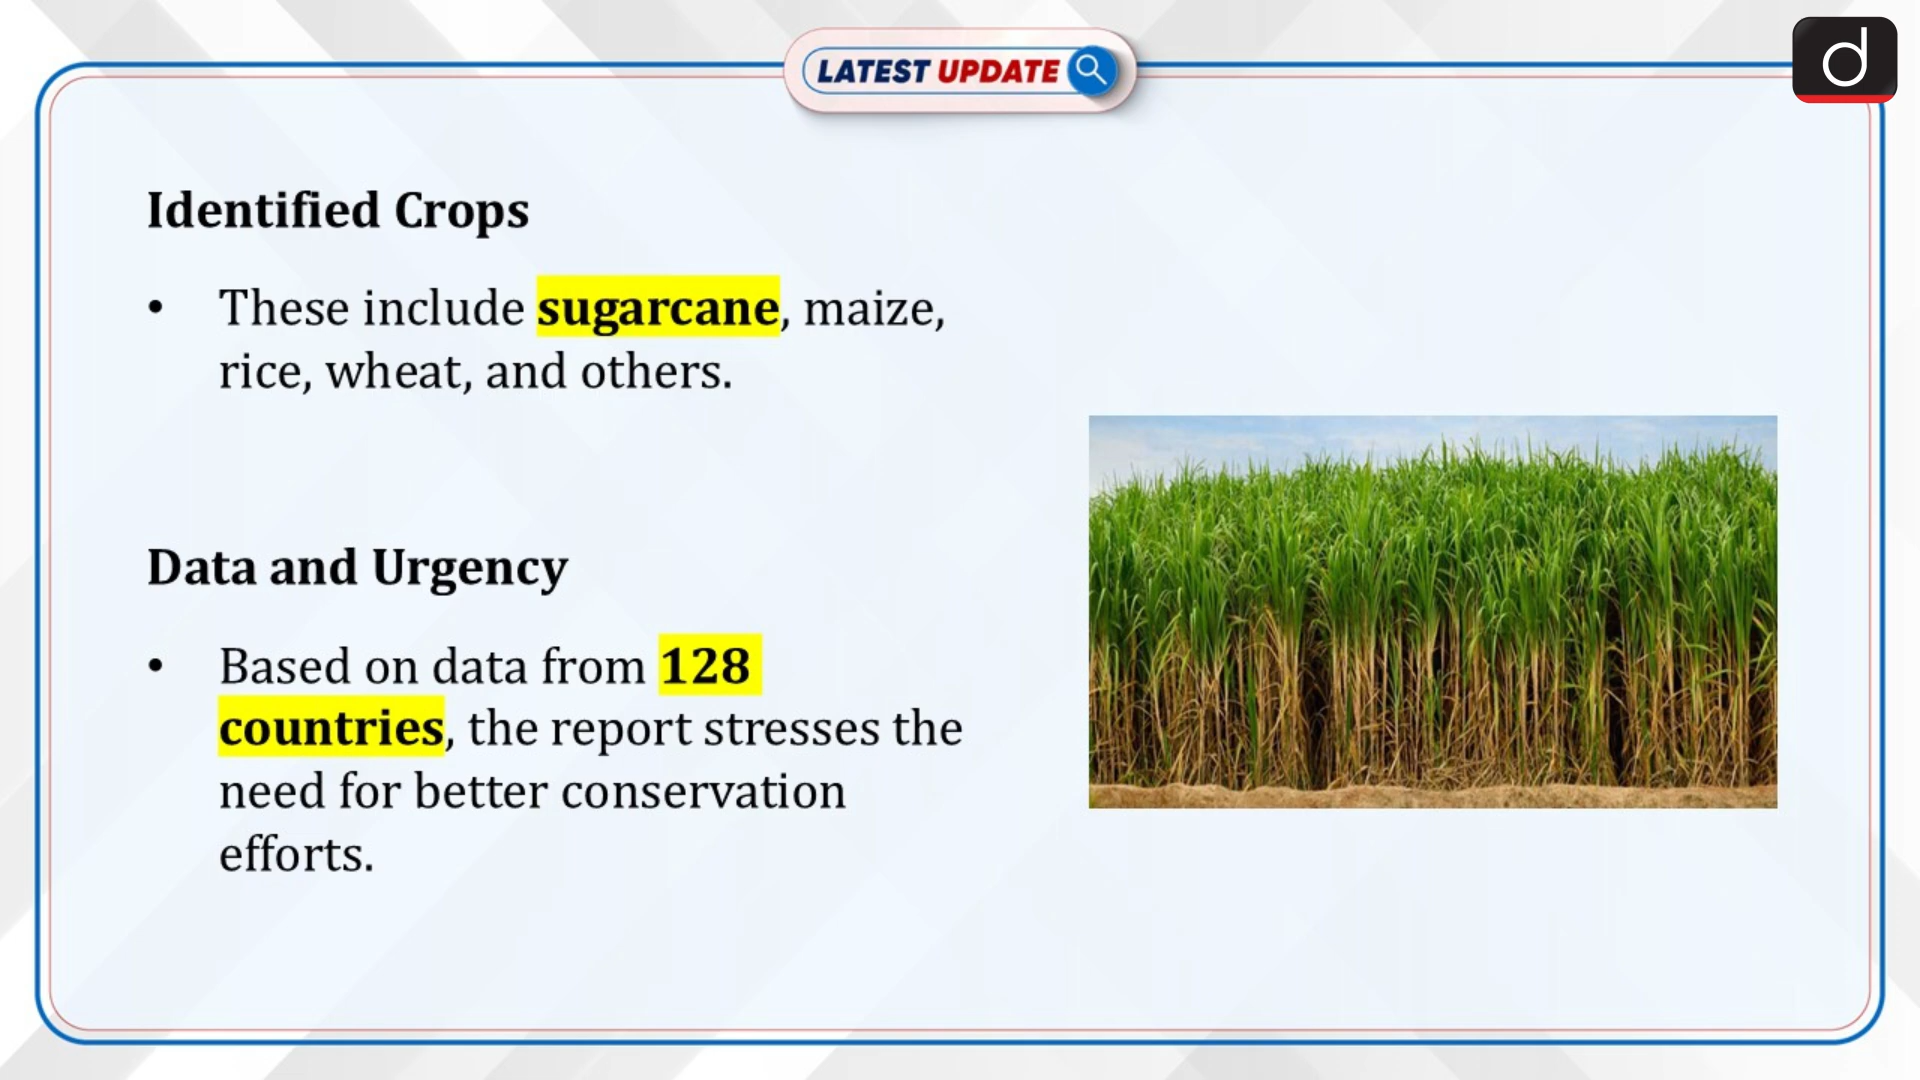 LATEST UPDATE
d
Identified Crops
• These include sugarcane, maize,
rice, wheat, and others.
Data and Urgency
• Based on data from 128
countries, the report stresses the
need for better conservation
efforts.